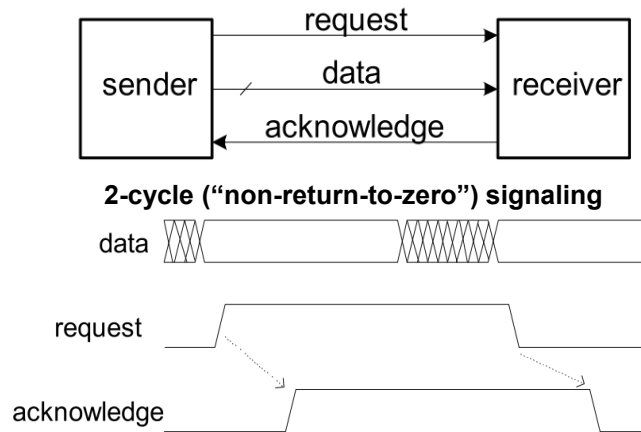 request
sender
data
receiver
acknowledge
2-cycle (“non-return-to-zero”) signaling
data
request
acknowledge